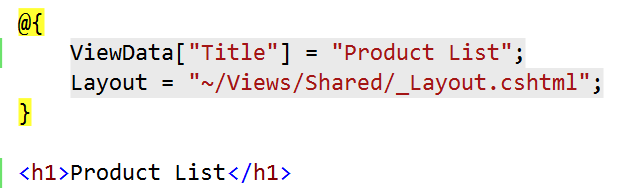 @{
ViewData["Title"] = "Product List";
Layout = "~/Views/Shared/_Layout.cshtml";
}
<h1>Product List</h1>